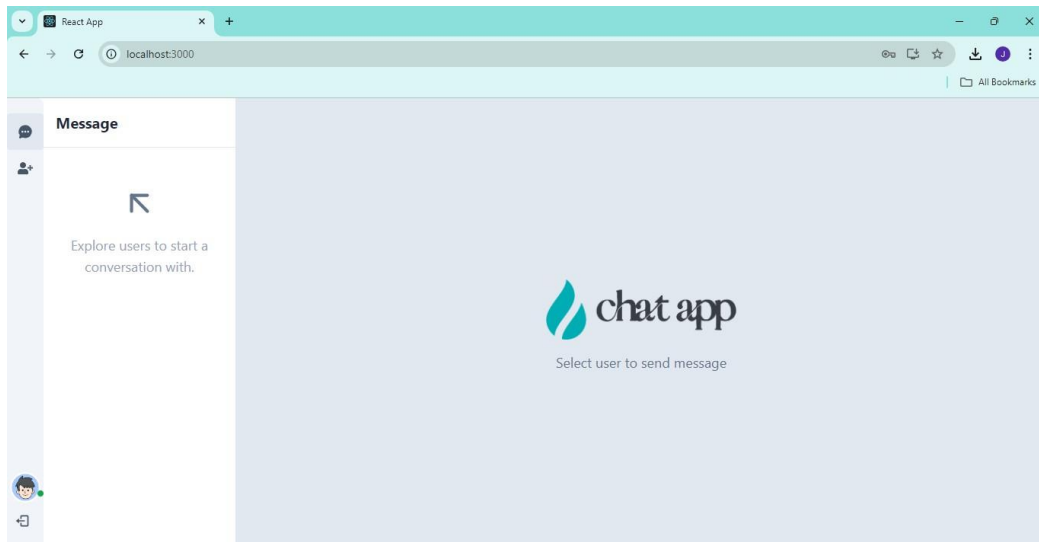 React App
localhost:3000
J
All Bookmarks
Message
Explore users to start a
conversation with.
chat app
Select user to send message